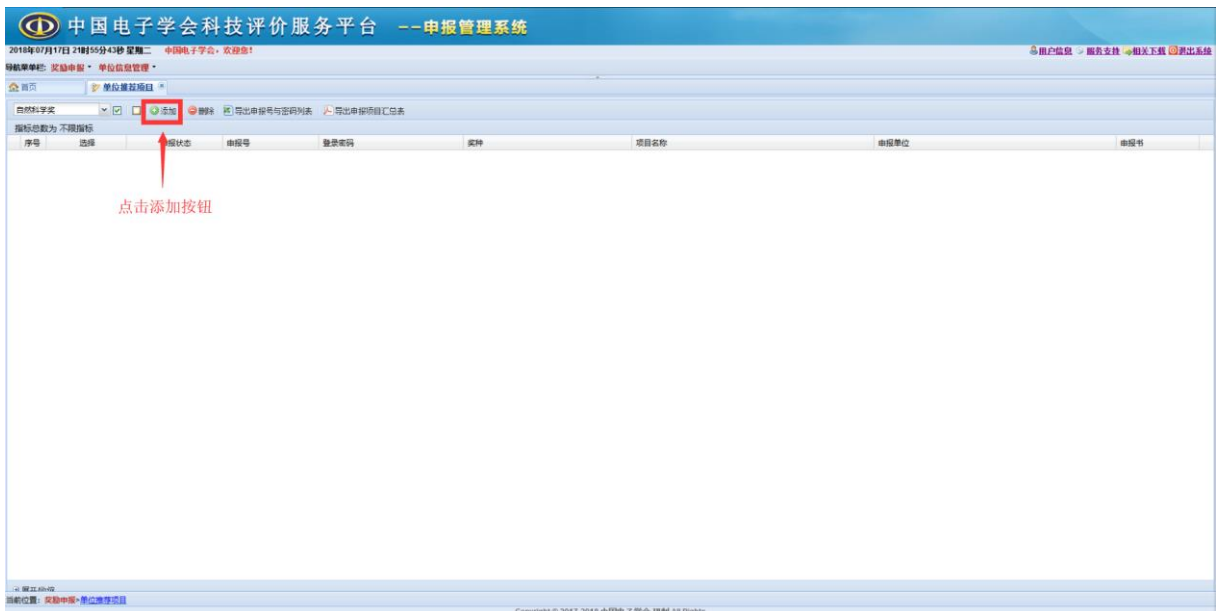 中国电子学会科技评价服务平台 --申报管理系统
2018年07月17日 21时55分43秒 星期二 中国电子学会，欢迎您！ 用户信息 服务支持 相关下载 退出系统
导航菜单栏: 奖励申报 单位信息管理
首页 单位推荐项目
自然科学奖 添加 删除 导出申报号与密码列表 导出申报项目汇总表
指标总数为 不限指标
序号 选择 申报状态 申报号 登录密码 奖种 项目名称 申报单位 申报书
点击添加按钮
当前位置：奖励申报»单位推荐项目
Copyright © 2017-2018 中国电子学会